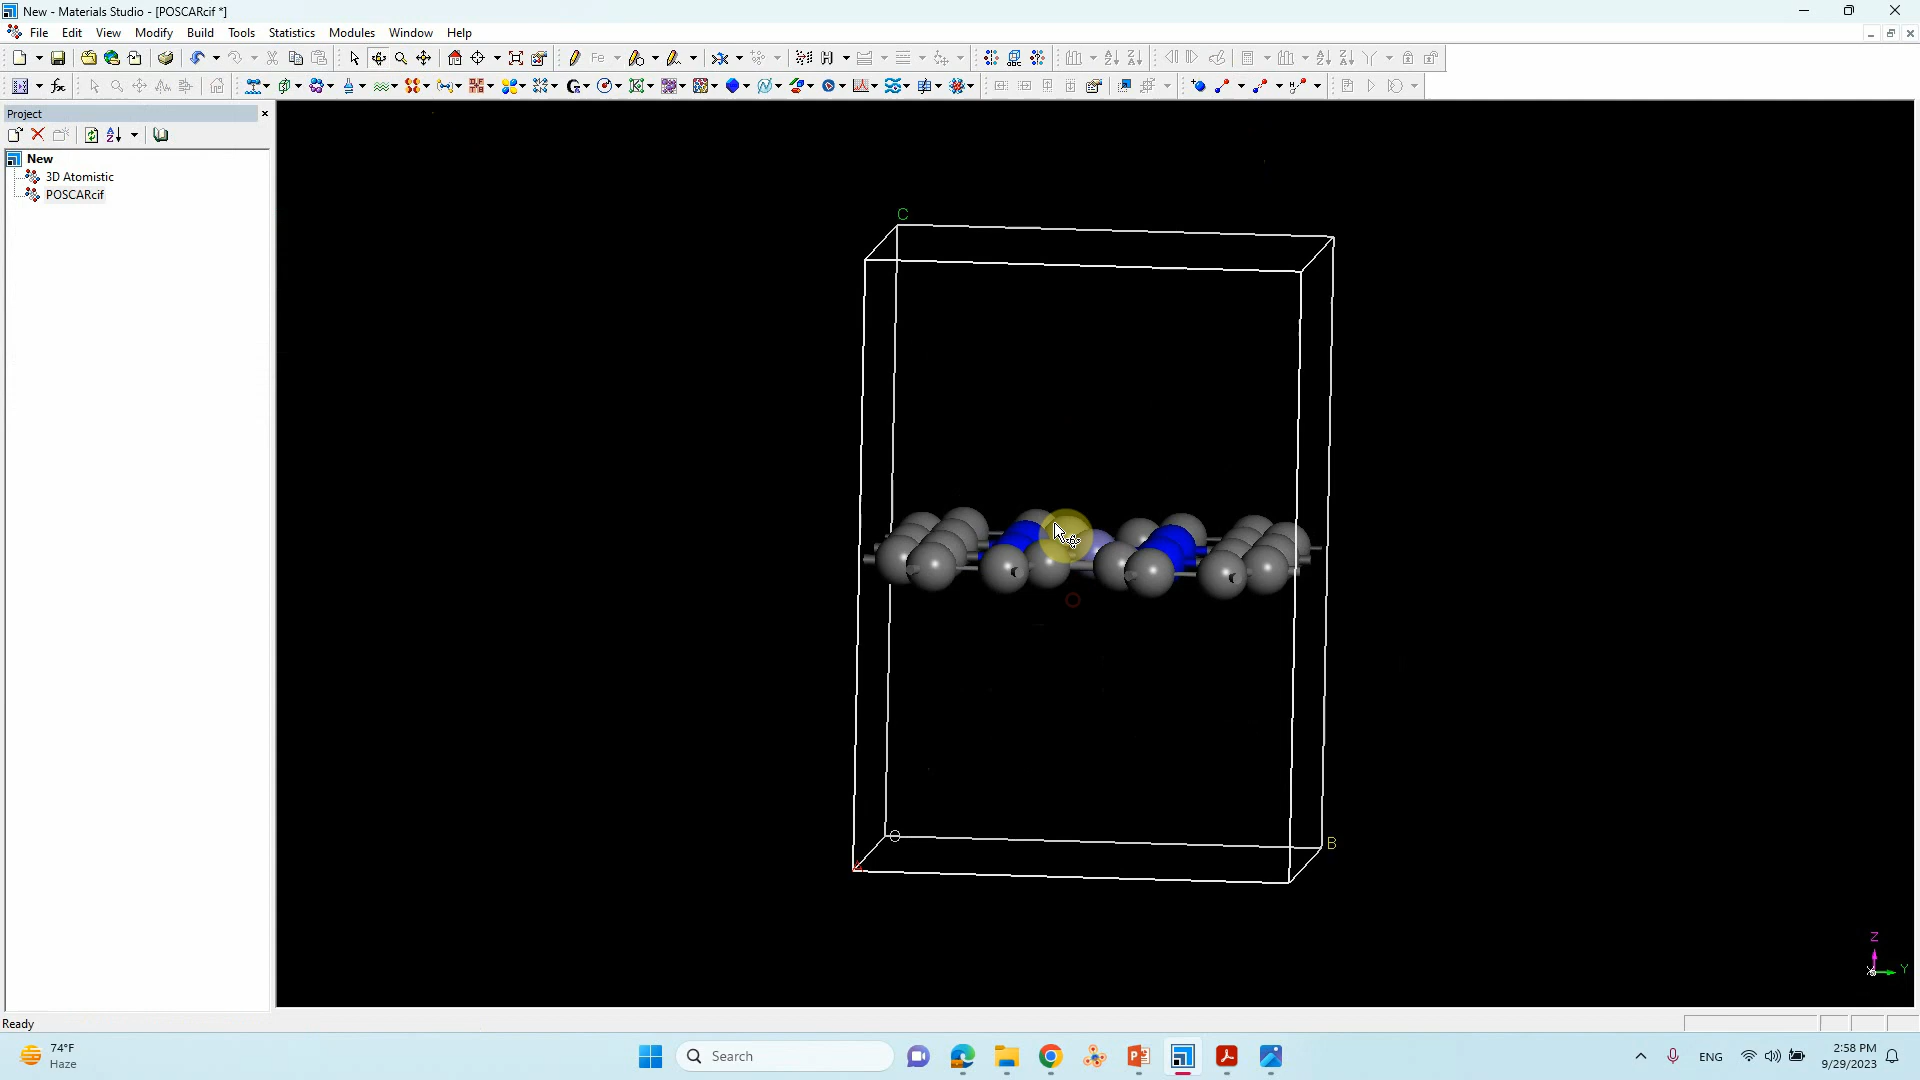 New - Materials Studio - [POSCARcif *]
File Edit View Modify Build Tools Statistics Modules Window Help
Fe
Project
New
3D Atomistic
POSCARcif
C
O
B
A
Z
Y
X
Ready
74°F
Haze
Search
ENG
2:58 PM
9/29/2023